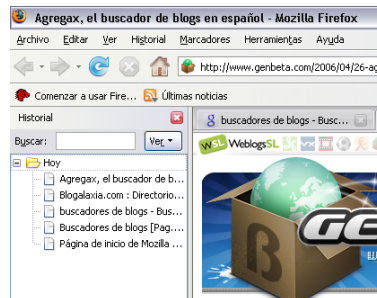 Agregax, el buscador de blogs en español - Mozilla Firefox
Archivo Editar Ver Historial Marcadores Herramientas Ayuda
http://www.genbeta.com/2006/04/26-ag
Comenzar a usar Fire... Últimas noticias
Historial
buscadores de blogs - Busc...
Buscar: Ver
WSL WeblogsSL
Hoy
Agregax, el buscador de b...
Blogalaxia.com : Directorio...
buscadores de blogs - Bus...
Buscadores de blogs [Pag....
Página de inicio de Mozilla ...
β
GE